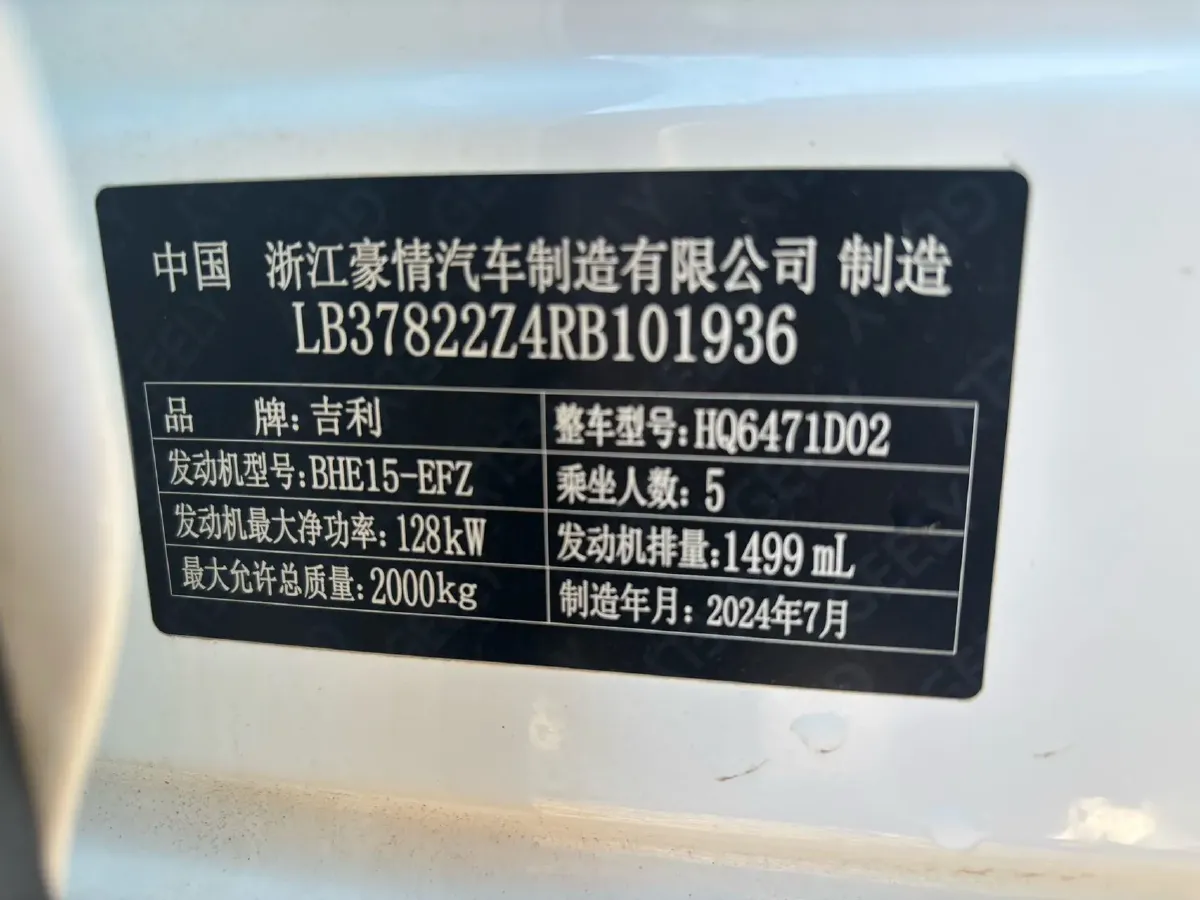 中国 浙江豪情汽车制造有限公司 制造
LB37822Z4RB101936
品 牌:吉利 整车型号:HQ6471D02
发动机型号:BHE15-EFZ 乘坐人数:5
发动机最大净功率:128kW 发动机排量:1499 mL
最大允许总质量:2000kg 制造年月:2024年7月